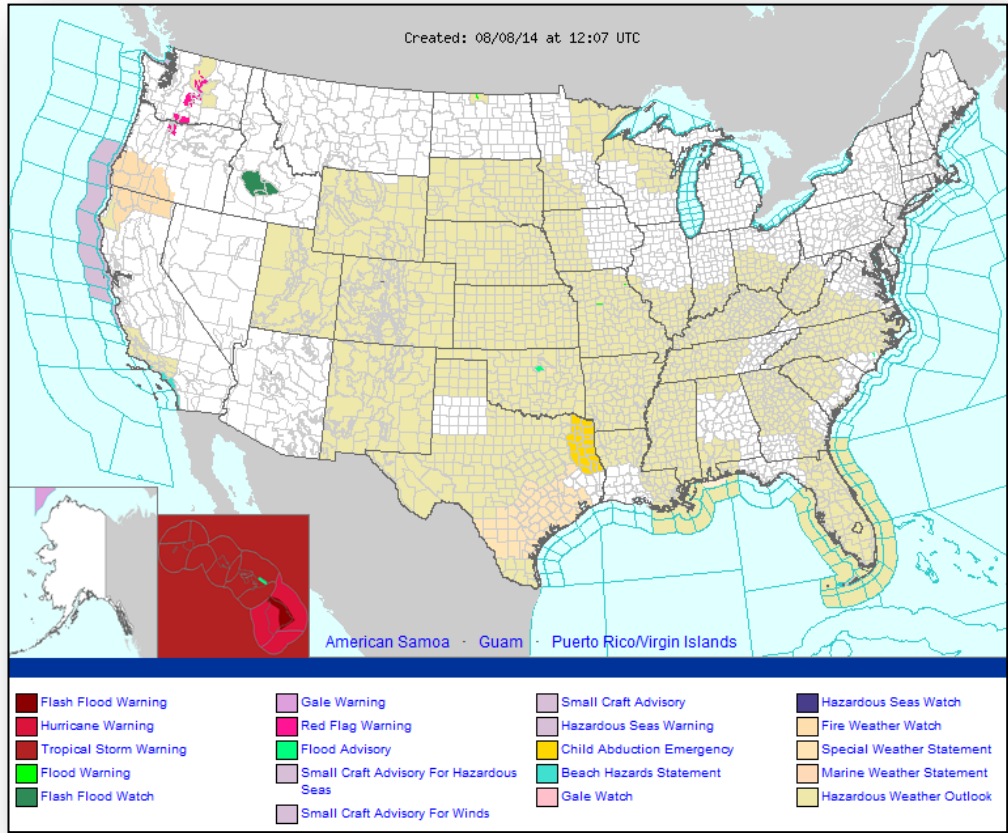 Created: 08/08/14 at 12:07 UTC
American Samoa - Guam - Puerto Rico/Virgin Islands
Flash Flood Warning
Hurricane Warning
Tropical Storm Warning
Flood Warning
Flash Flood Watch
Gale Warning
Red Flag Warning
Flood Advisory
Small Craft Advisory For Hazardous
Seas
Small Craft Advisory For Winds
Small Craft Advisory
Hazardous Seas Warning
Child Abduction Emergency
Beach Hazards Statement
Gale Watch
Hazardous Seas Watch
Fire Weather Watch
Special Weather Statement
Marine Weather Statement
Hazardous Weather Outlook